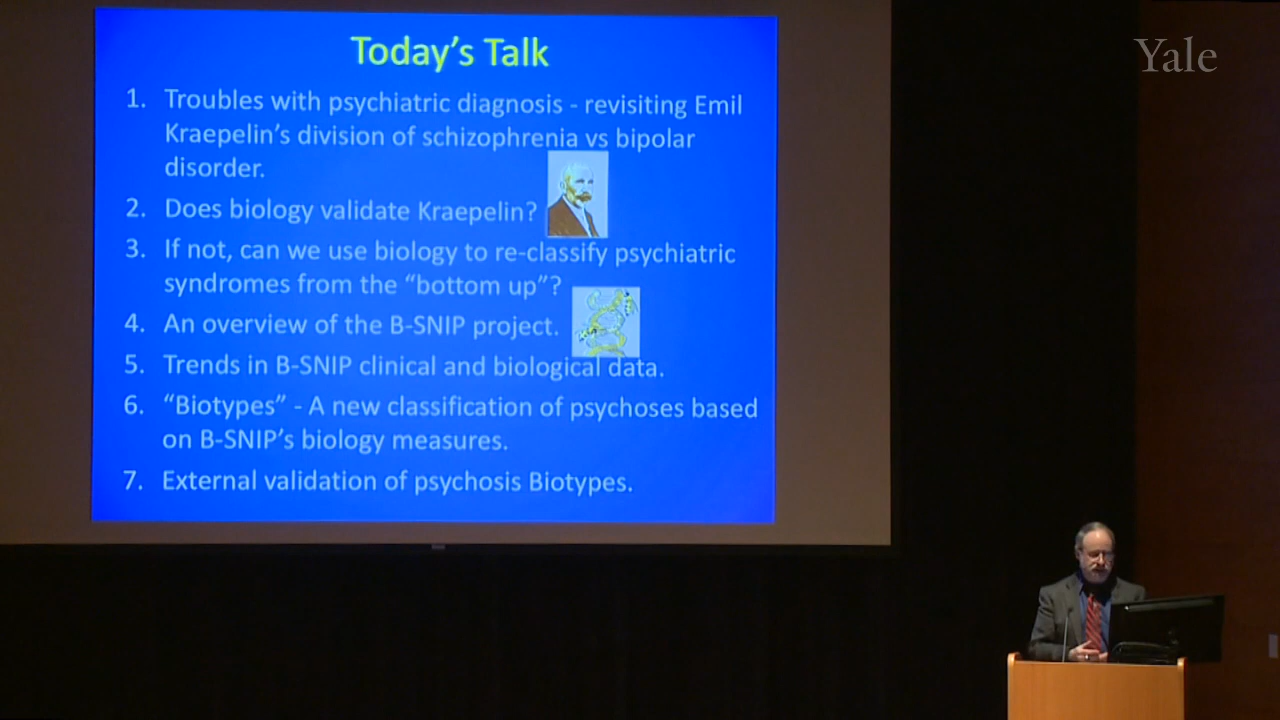 Today's Talk
Yale
1. Troubles with psychiatric diagnosis - revisiting Emil
Kraepelin's division of schizophrenia vs bipolar
disorder.
2. Does biology validate Kraepelin?
3. If not, can we use biology to re-classify psychiatric
syndromes from the “bottom up”?
4. An overview of the B-SNIP project.
5. Trends in B-SNIP clinical and biological data.
6. “Biotypes” - A new classification of psychoses based
on B-SNIP's biology measures.
7. External validation of psychosis Biotypes.